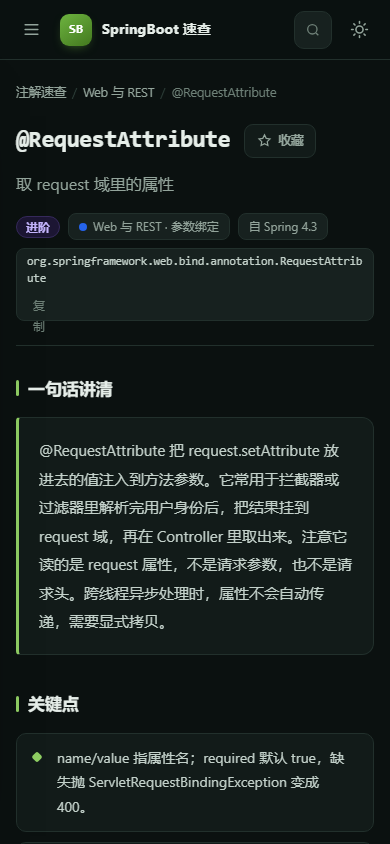 SB SpringBoot 速查
注解速查 / Web 与 REST / @RequestAttribute
@RequestAttribute 收藏
取 request 域里的属性
进阶 Web 与 REST · 参数绑定 自 Spring 4.3
org.springframework.web.bind.annotation.RequestAttrib
ute
复
制
一句话讲清
@RequestAttribute 把 request.setAttribute 放
进去的值注入到方法参数。它常用于拦截器或
过滤器里解析完用户身份后，把结果挂到
request 域，再在 Controller 里取出来。注意它
读的是 request 属性，不是请求参数，也不是请
求头。跨线程异步处理时，属性不会自动传
递，需要显式拷贝。
关键点
name/value 指属性名；required 默认 true，缺
失抛 ServletRequestBindingException 变成
400。